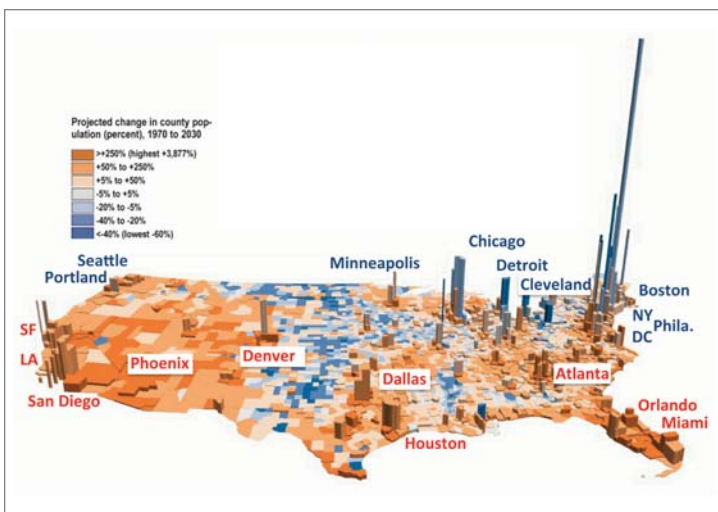 Projected change in county pop-
ulation (percent), 1970 to 2030
>+250% (highest +3,877%)
+50% to +250%
+5% to +50%
-5% to +5%
-20% to -5%
-40% to -20%
<-40% (lowest -60%)
Seattle
Portland
Minneapolis
Chicago
Detroit
Cleveland
Boston
NY
Phila.
DC
SF
LA
Phoenix
Denver
Dallas
Atlanta
San Diego
Houston
Orlando
Miami